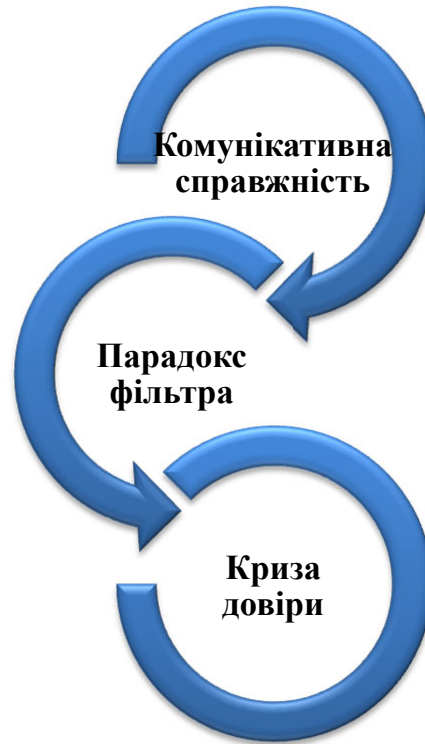 Комунікативна
справжність
Парадокс
фільтра
Криза
довіри